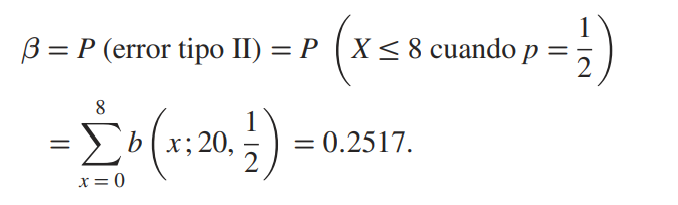 β = P (error tipo II) = P (X ≤ 8 cuando p = 1/2)
= ∑_{x=0}^{8} b(x; 20, 1/2) = 0.2517.